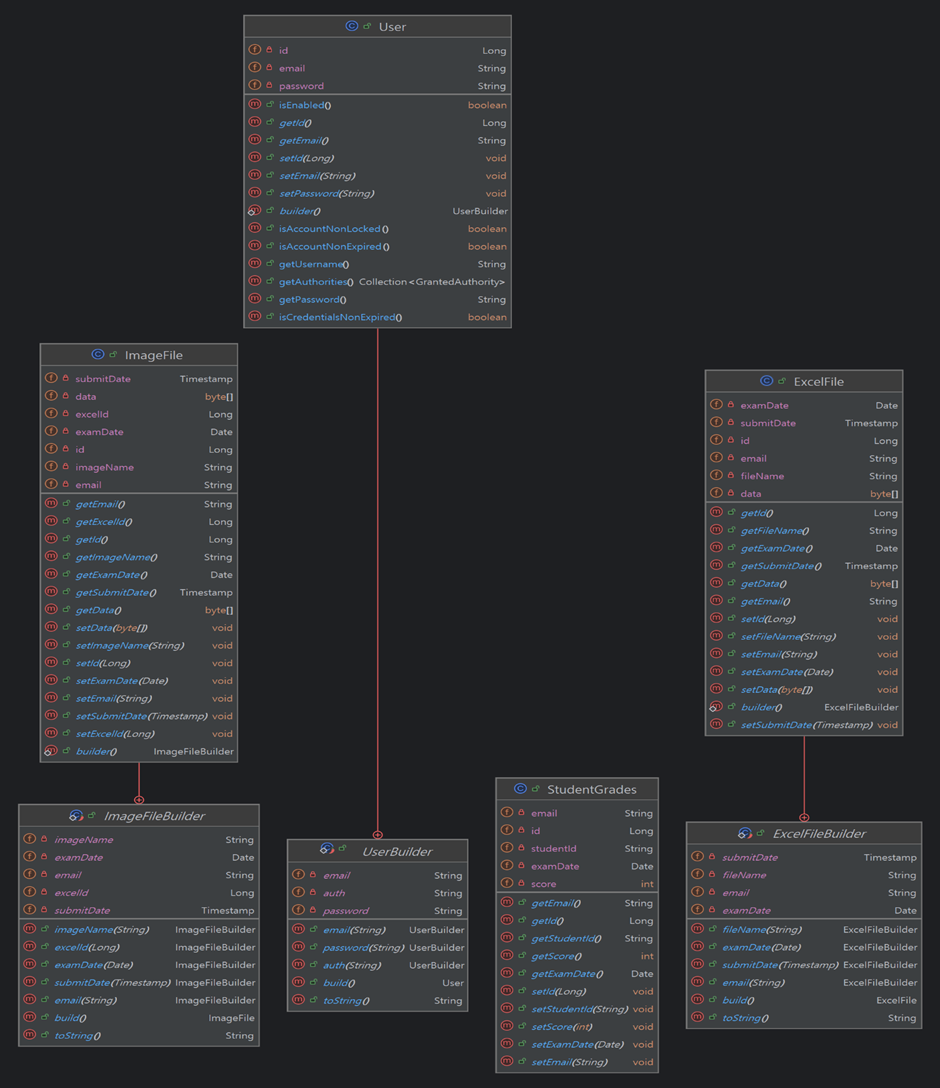 User
id Long
email String
password String
isEnabled() boolean
getId() Long
getEmail() String
setId(Long) void
setEmail(String) void
setPassword(String) void
builder() UserBuilder
isAccountNonLocked() boolean
isAccountNonExpired() boolean
getUsername() String
getAuthorities() Collection<GrantedAuthority>
getPassword() String
isCredentialsNonExpired() boolean
ImageFile
submitDate Timestamp
data byte[]
excelId Long
examDate Date
id Long
imageName String
email String
getEmail() String
getExcelId() Long
getId() Long
getImageName() String
getExamDate() Date
getSubmitDate() Timestamp
getData() byte[]
setData(byte[]) void
setImageName(String) void
setId(Long) void
setExamDate(Date) void
setEmail(String) void
setSubmitDate(Timestamp) void
setExcelId(Long) void
builder() ImageFileBuilder
ExcelFile
examDate Date
submitDate Timestamp
id Long
email String
fileName String
data byte[]
getId() Long
getFileName() String
getExamDate() Date
getSubmitDate() Timestamp
getData() byte[]
getEmail() String
setId(Long) void
setFileName(String) void
setEmail(String) void
setExamDate(Date) void
setData(byte[]) void
builder() ExcelFileBuilder
setSubmitDate(Timestamp) void
ImageFileBuilder
imageName String
examDate Date
email String
excelId Long
submitDate Timestamp
imageName(String) ImageFileBuilder
excelId(Long) ImageFileBuilder
examDate(Date) ImageFileBuilder
submitDate(Timestamp) ImageFileBuilder
email(String) ImageFileBuilder
build() ImageFile
toString() String
UserBuilder
email String
auth String
password String
email(String) UserBuilder
password(String) UserBuilder
auth(String) UserBuilder
build() User
toString() String
StudentGrades
email String
id Long
studentId String
examDate Date
score int
getEmail() String
getId() Long
getStudentId() String
getScore() int
getExamDate() Date
setId(Long) void
setStudentId(String) void
setScore(int) void
setExamDate(Date) void
setEmail(String) void
ExcelFileBuilder
submitDate Timestamp
fileName String
email String
examDate Date
fileName(String) ExcelFileBuilder
examDate(Date) ExcelFileBuilder
submitDate(Timestamp) ExcelFileBuilder
email(String) ExcelFileBuilder
build() ExcelFile
toString() String